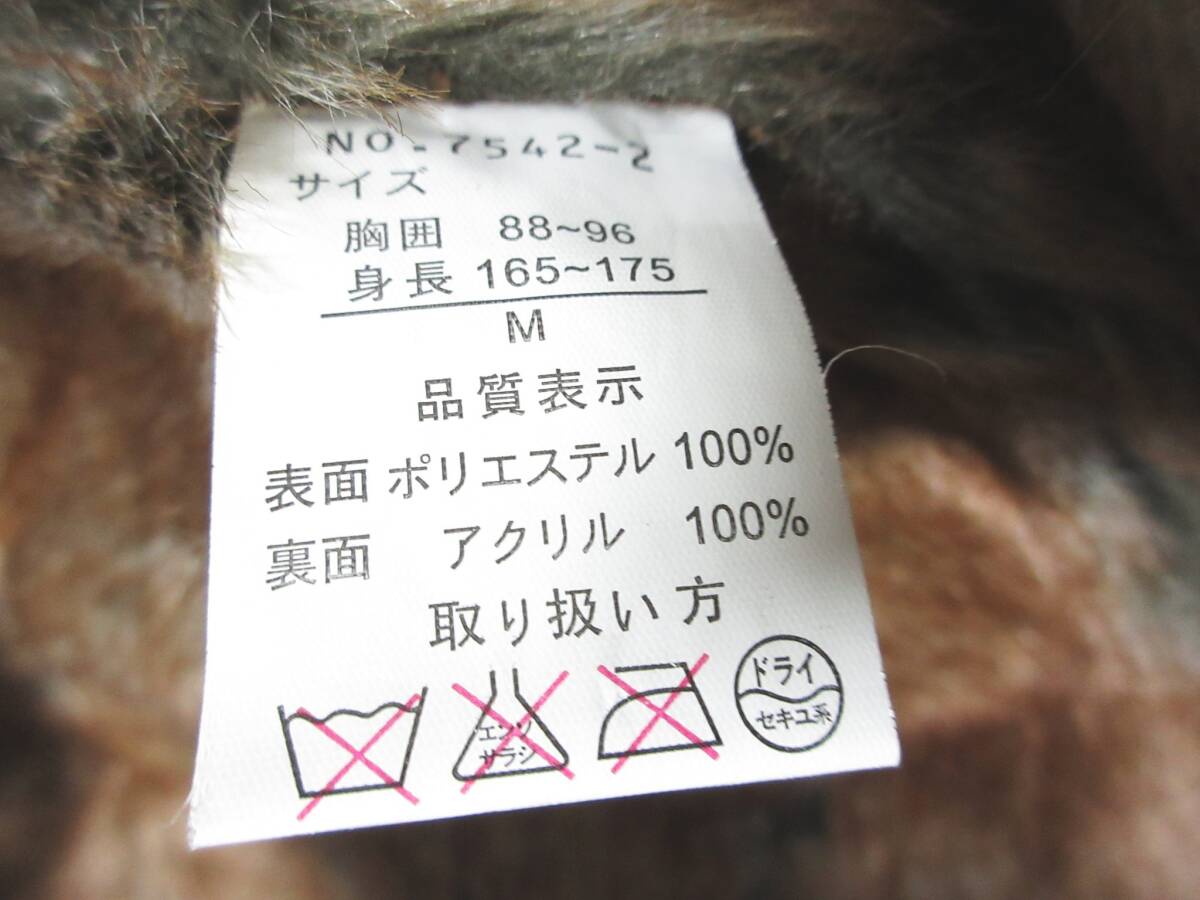 NO.7542-2
サイズ
胸囲 88~96
身長 165~175
M
品質表示
表面 ポリエステル 100%
裏面 アクリル 100%
取り扱い方
エンソ
サラシ
ドライ
セキユ系